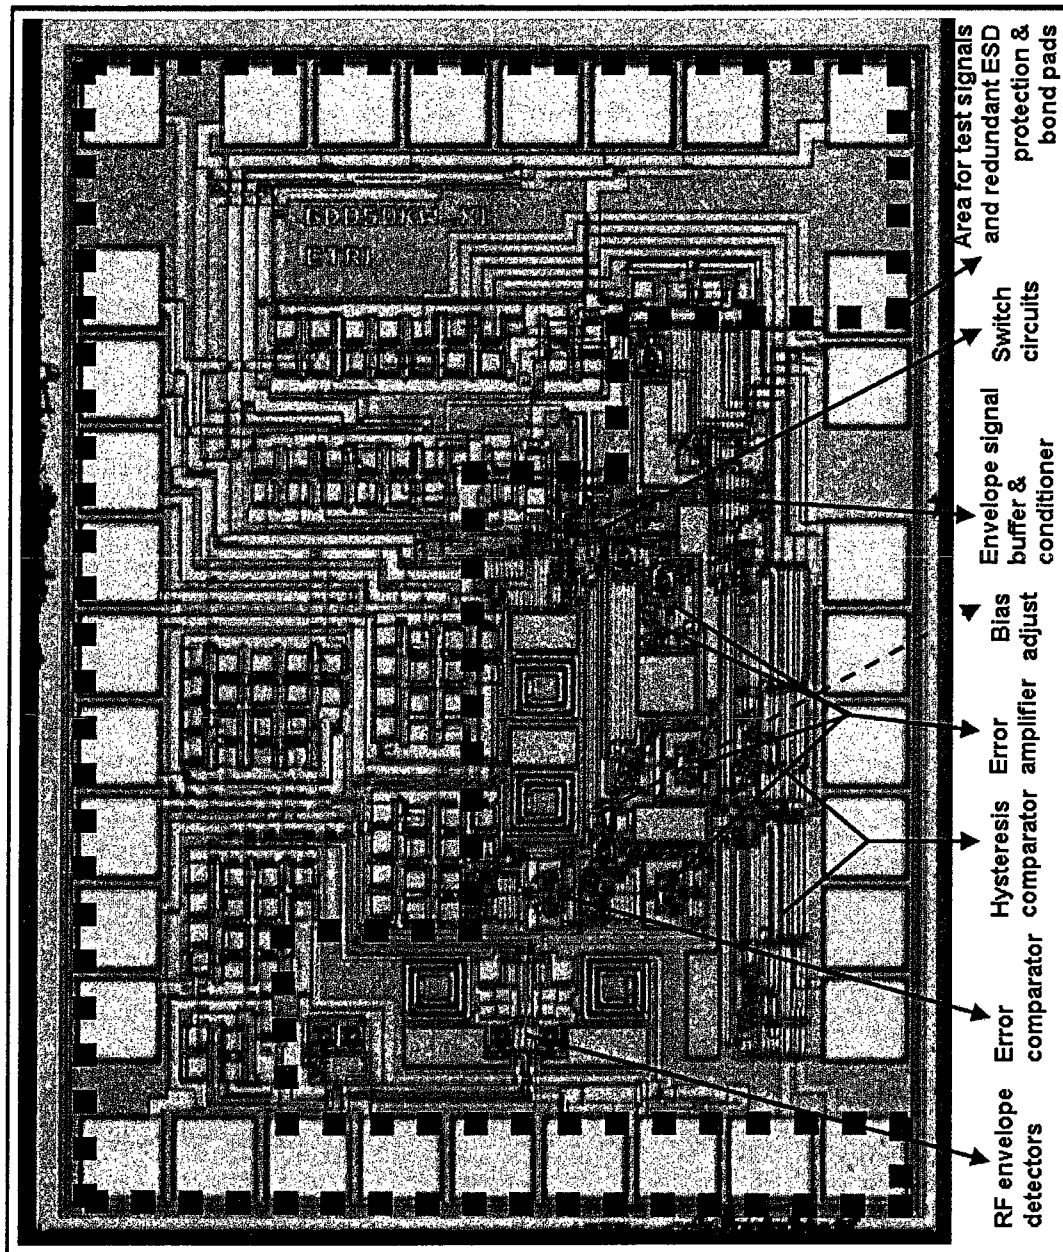 ETRI
RF envelope
detectors
Error
comparator
Hysteresis
comparator
Error
amplifier
Bias
adjust
Envelope signal
buffer &
conditioner
Switch
circuits
Area for test signals
and redundant ESD
protection &
bond pads